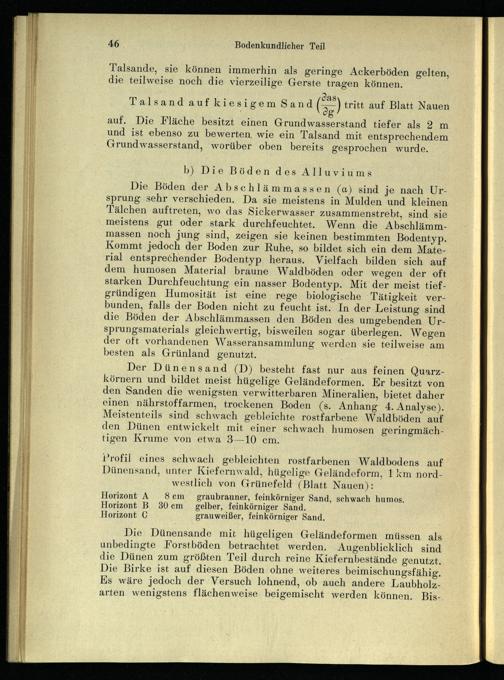 46 Bodenkundlicher Teil
Talsande, sie können immerhin als geringe Ackerböden gelten,
die teilweise noch die vierzeilige Gerste tragen können.
Talsand auf kiesigem Sand (∂as/∂g) tritt auf Blatt Nauen
auf. Die Fläche besitzt einen Grundwasserstand tiefer als 2 m
und ist ebenso zu bewerten wie ein Talsand mit entsprechendem
Grundwasserstand, worüber oben bereits gesprochen wurde.
b) Die Böden des Alluviums
Die Böden der Abschlämmassen (a) sind je nach Ur-
sprung sehr verschieden. Da sie meistens in Mulden und kleinen
Tälchen auftreten, wo das Sickerwasser zusammenstrebt, sind sie
meistens gut oder stark durchfeuchtet. Wenn die Abschlämm-
massen noch jung sind, zeigen sie keinen bestimmten Bodentyp.
Kommt jedoch der Boden zur Ruhe, so bildet sich ein dem Mate-
rial entsprechender Bodentyp heraus. Vielfach bilden sich auf
dem humosen Material braune Waldböden oder wegen der oft
starken Durchfeuchtung ein nasser Bodentyp. Mit der meist tief-
gründigen Humosität ist eine rege biologische Tätigkeit ver-
bunden, falls der Boden nicht zu feucht ist. In der Leistung sind
die Böden der Abschlämmassen den Böden des umgebenden Ur-
sprungsmaterials gleichwertig, bisweilen sogar überlegen. Wegen
der oft vorhandenen Wasseransammlung werden sie teilweise am
besten als Grünland genutzt.
Der Dünensand (D) besteht fast nur aus feinen Quarz-
körnern und bildet meist hügelige Geländeformen. Er besitzt von
den Sanden die wenigsten verwitterbaren Mineralien, bietet daher
einen nährstoffarmen, trockenen Boden (s. Anhang 4. Analyse).
Meistenteils sind schwach gebleichte rostfarbene Waldböden auf
den Dünen entwickelt mit einer schwach humosen geringmäch-
tigen Krume von etwa 3—10 cm.
Profil eines schwach gebleichten rostfarbenen Waldbodens auf
Dünensand, unter Kiefernwald, hügelige Geländeform, 1 km nord-
westlich von Grünefeld (Blatt Nauen):
Horizont A 8 cm graubrauner, feinkörniger Sand, schwach humos.
Horizont B 30 cm gelber, feinkörniger Sand.
Horizont C grauweißer, feinkörniger Sand.
Die Dünensande mit hügeligen Geländeformen müssen als
unbedingte Forstböden betrachtet werden. Augenblicklich sind
die Dünen zum größten Teil durch reine Kiefernbestände genutzt.
Die Birke ist auf diesen Böden ohne weiteres beimischungsfähig.
Es wäre jedoch der Versuch lohnend, ob auch andere Laubholz-
arten wenigstens flächenweise beigemischt werden können. Bis-